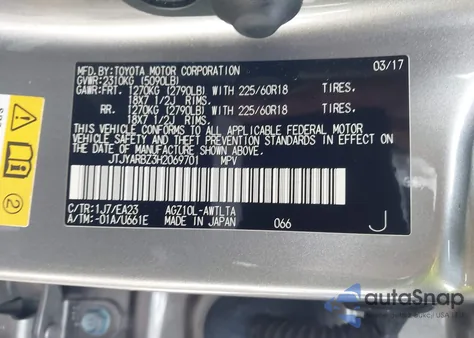 MFD.BY:TOYOTA MOTOR CORPORATION 03/17
GVWR:2310KG (5090LB)
GAWR:FRT. 1270KG (2790LB) WITH 225/60R18 TIRES,
18X7 1/2J RIMS,
RR. 1270KG (2790LB) WITH 225/60R18 TIRES,
18X7 1/2J RIMS.
THIS VEHICLE CONFORMS TO ALL APPLICABLE FEDERAL MOTOR
VEHICLE SAFETY AND THEFT PREVENTION STANDARDS IN EFFECT ON
THE DATE OF MANUFACTURE SHOWN ABOVE.
JTJYARBZ3H2069701 MPV
C/TR:1J7/EA23 AGZ10L-AWTLTA
A/TM:-01A/U661E MADE IN JAPAN 066 J
2
autoSnap